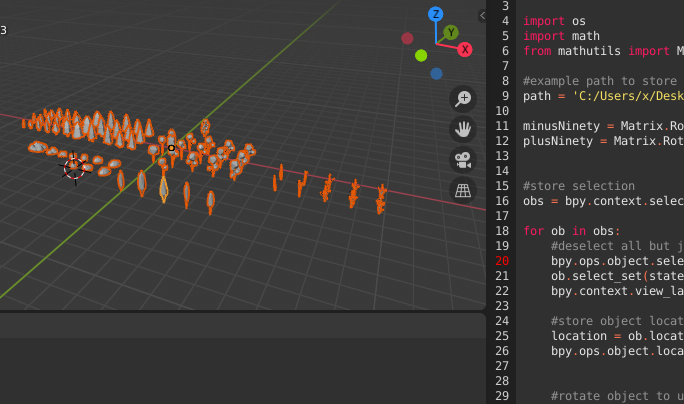 3
Z
Y
X
3
4 import os
5 import math
6 from mathutils import M
7
8 #example path to store
9 path = 'C:/Users/x/Desk
10
11 minusNinety = Matrix.Ro
12 plusNinety = Matrix.Rot
13
14
15 #store selection
16 obs = bpy.context.selec
17
18 for ob in obs:
19 #deselect all but j
20 bpy.ops.object.sele
21 ob.select_set(state
22 bpy.context.view_la
23
24 #store object locat
25 location = ob.locat
26 bpy.ops.object.loca
27
28
29 #rotate object to u